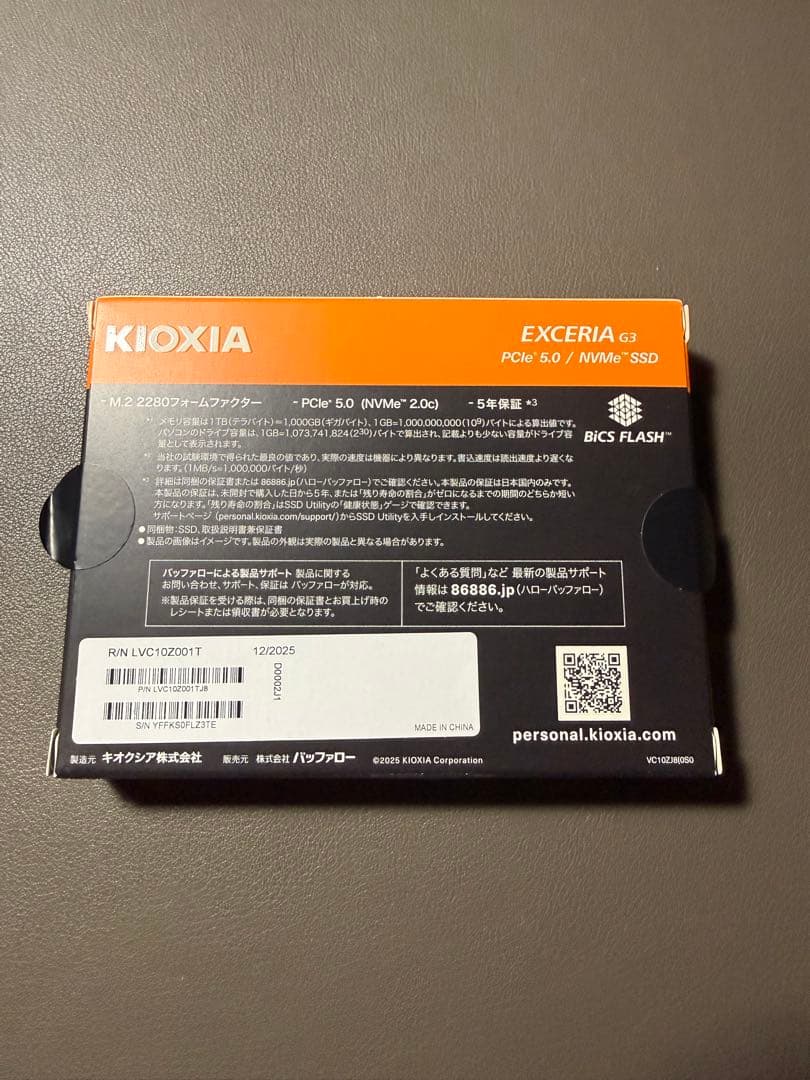 KIOXIA
EXCERIA G3
PCIe® 5.0 / NVMe™ SSD
- M.2 2280フォームファクター
- PCIe® 5.0 (NVMe™ 2.0c)
- 5年保証 *3
BiCS FLASH™
メモリ容量は1TB(テラバイト)=1,000GB(ギガバイト)、1GB=1,000,000,000(10⁹)バイトによる算出値です。
パソコンのドライブ容量は、1GB=1,073,741,824(2³⁰)バイトで算出され、記載よりも少ない容量がドライブ容
量として表示されます。
当社の試験環境で得られた最良の値であり、実際の速度は機器により異なります。書込速度は読出速度より遅くな
ります。(1MB/s=1,000,000バイト/秒)
詳細は同梱の保証書または 86886.jp(ハローバッファロー)でご確認ください。本製品の保証は日本国内のみです。
本製品の保証は、未開封で購入した日から5年、または「残り寿命の割合」がゼロになるまでの期間のどちらか短い
方になります。「残り寿命の割合」はSSD Utilityの「健康状態」ゲージで確認できます。
サポートページ (personal.kioxia.com/support/)からSSD Utilityを入手しインストールしてください。
●同梱物:SSD、取扱説明書兼保証書
●製品の画像はイメージです。製品の外観は実際の製品と異なる場合があります。
バッファローによる製品サポート 製品に関する
お問い合わせ、サポート、保証は バッファローが対応。
※製品保証を受ける際は、同梱の保証書とお買上げ時の
レシートまたは領収書が必要となります。
「よくある質問」など 最新の製品サポート
情報は 86886.jp(ハローバッファロー)
でご確認ください。
R/N LVC10Z001T 12/2025
P/N LVC10Z001TJ8
D0002J1
S/N YFFKS0FLZ3TE
MADE IN CHINA
personal.kioxia.com
製造元 キオクシア株式会社 販売元 株式会社 バッファロー ©2025 KIOXIA Corporation
VC10ZJ8(0S0